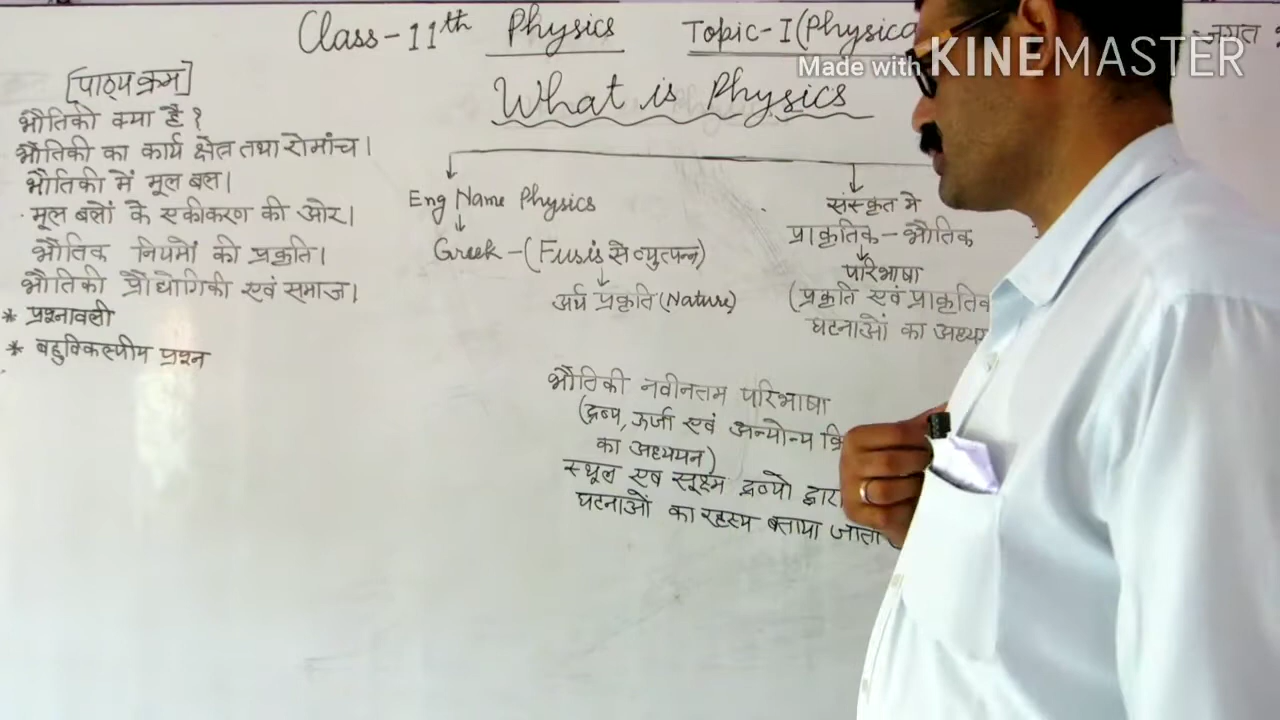 Class-11th Physics Topic-I(Physica
जगत
Made with KINEMASTER
[पाठ्यक्रम]
What is Physics
भौतिकी क्या है?
भौतिकी का कार्य क्षेत्र तथा रोमांच।
भौतिकी में मूल बल।
मूल बलों के एकीकरण की ओर।
भौतिक नियमों की प्रकृति।
भौतिकी प्रौद्योगिकी एवं समाज।
* प्रश्नावली
* बहुविकल्पीय प्रश्न
Eng Name Physics
Greek-(Fusis से व्युत्पन्न)
अर्थ प्रकृति(Nature)
संस्कृत मे
प्राकृतिक-भौतिक
परिभाषा
(प्रकृति एवं प्राकृतिक
घटनाओं का अध्य
भौतिकी नवीनतम परिभाषा
(द्रव्य, ऊर्जा एवं अन्योन्य क्रि
का अध्ययन)
स्थूल एव सूक्ष्म द्रव्यो द्वारा
घटनाओं का रहस्य बताया जाता